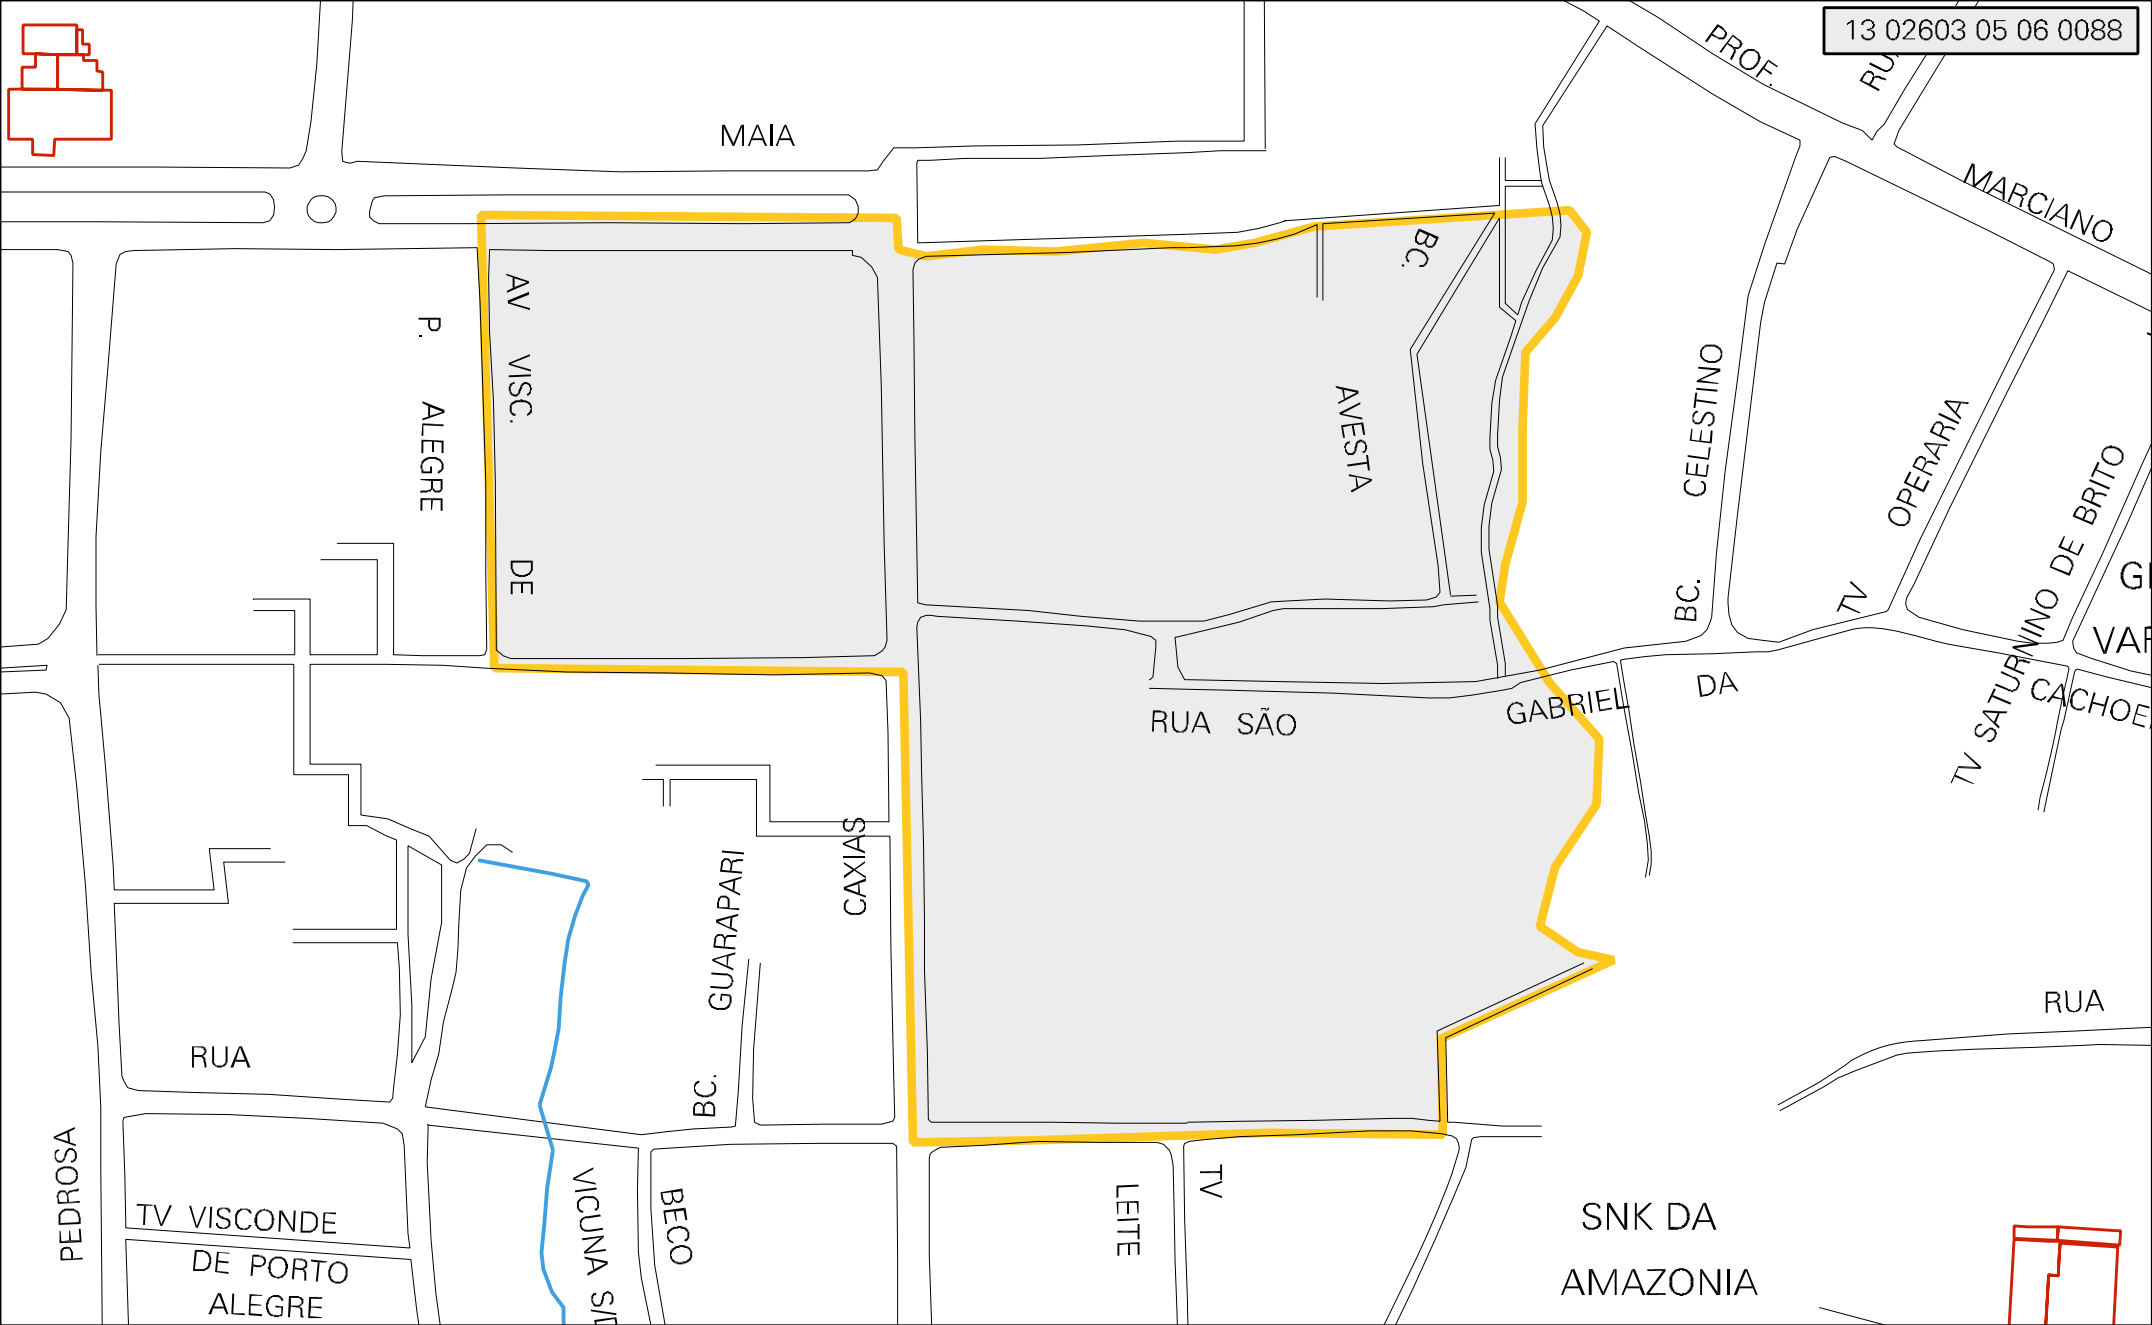 13 02603 05 06 0088
PROF.
MAIA
MARCIANO
BC.
AV VISC.
P. ALEGRE
DE
AVESTA
CELESTINO
BC.
OPERARIA
TV
TV SATURNINO DE BRITO
DA
CACHOE
GABRIEL
RUA SÃO
CAXIAS
GUARAPARI
BC.
RUA
RUA
PEDROSA
TV VISCONDE
DE PORTO
ALEGRE
VICUNA
BECO
LEITE
TV
SNK DA
AMAZONIA